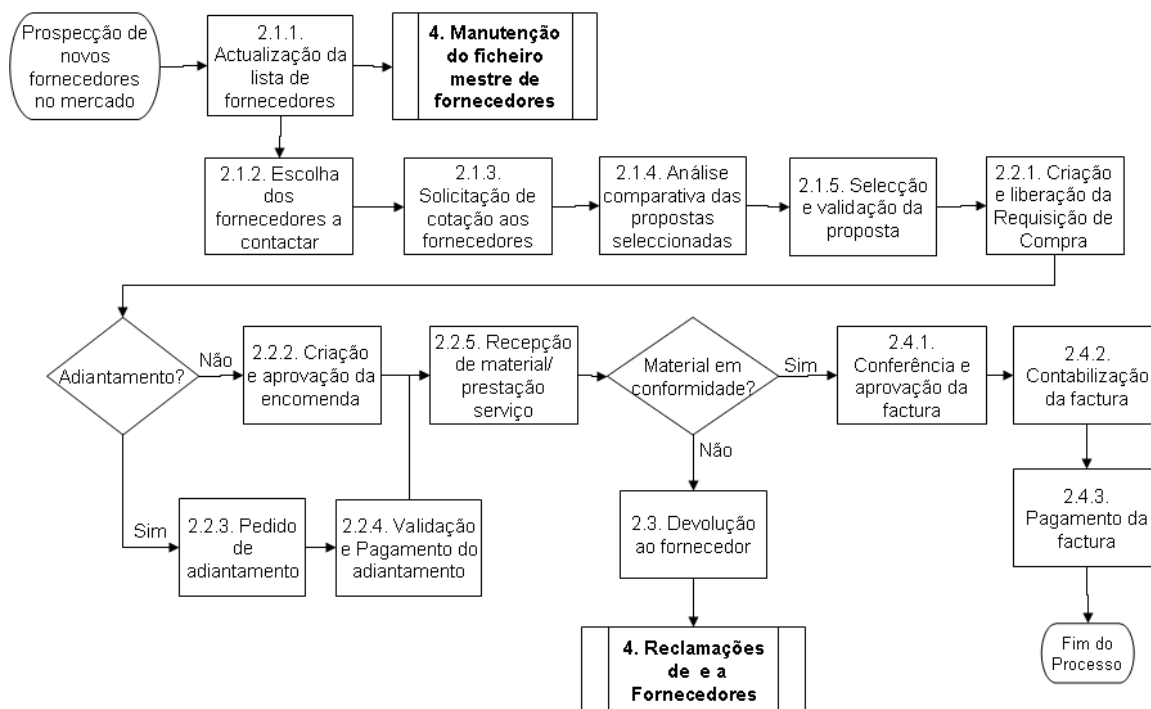 Prospecção de
novos
fornecedores
no mercado
2.1.1.
Actualização da
lista de
fornecedores
4. Manutenção
do ficheiro
mestre de
fornecedores
2.1.2. Escolha
dos
fornecedores a
contactar
2.1.3.
Solicitação de
cotação aos
fornecedores
2.1.4. Análise
comparativa das
propostas
seleccionadas
2.1.5. Selecção
e validação da
proposta
2.2.1. Criação
e liberação da
Requisição de
Compra
Adiantamento?
Não
2.2.2. Criação
e aprovação da
encomenda
2.2.5. Recepção
de material/
prestação
serviço
Material em
conformidade?
Sim
2.4.1.
Conferência e
aprovação da
factura
2.4.2.
Contabilização
da factura
Sim
2.2.3. Pedido
de
adiantamento
2.2.4. Validação
e Pagamento do
adiantamento
Não
2.3. Devolução
ao fornecedor
2.4.3.
Pagamento da
factura
4. Reclamações
de e a
Fornecedores
Fim do
Processo